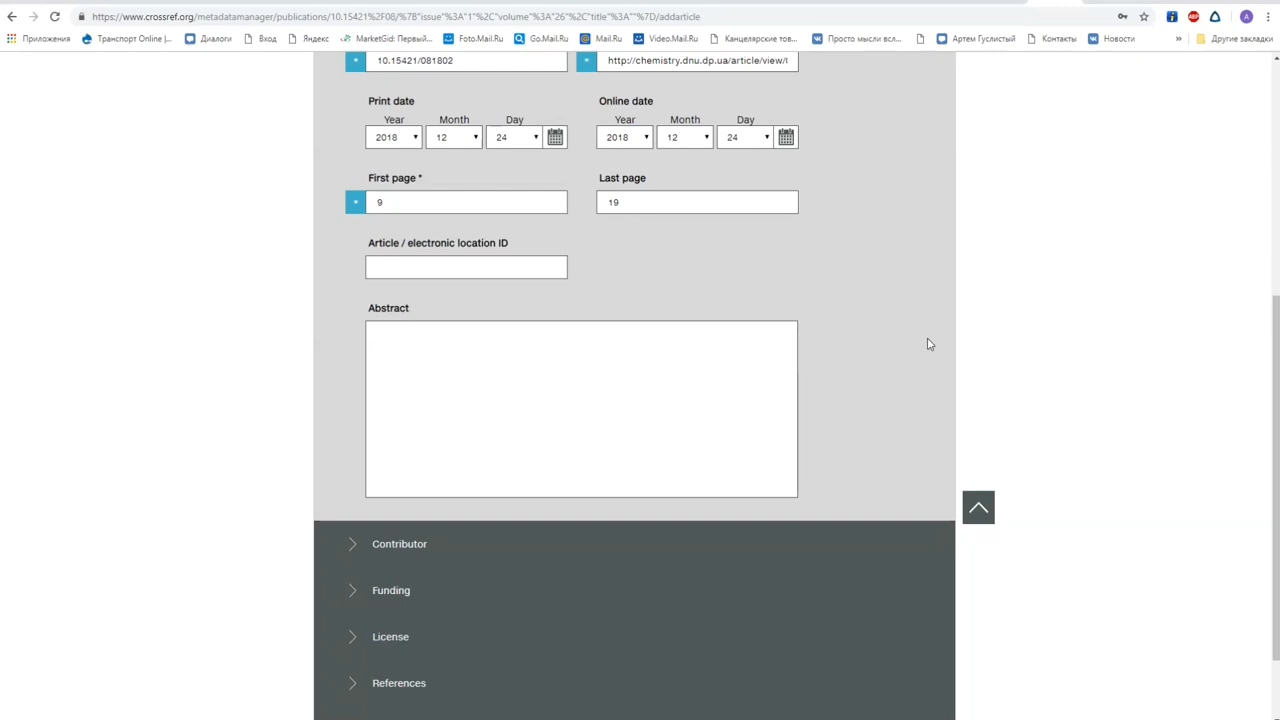 https://www.crossref.org/metadatamanager/publications/10.15421%2F08/%7B"issue"%3A"1"%2C"volume"%3A"26"%2C"title"%3A""%7D/addarticle
Приложения Транспорт Online |... Диалоги Вход Яндекс MarketGid: Первый... Foto.Mail.Ru Go.Mail.Ru Mail.Ru Video.Mail.Ru Канцелярские тов... Просто мысли всл... Артем Гуслистый Контакты Новости » Другие закладки
* 10.15421/081802 * http://chemistry.dnu.dp.ua/article/view/
Print date Online date
Year Month Day Year Month Day
2018 12 24 2018 12 24
First page * Last page
* 9 19
Article / electronic location ID
Abstract
Contributor
Funding
License
References